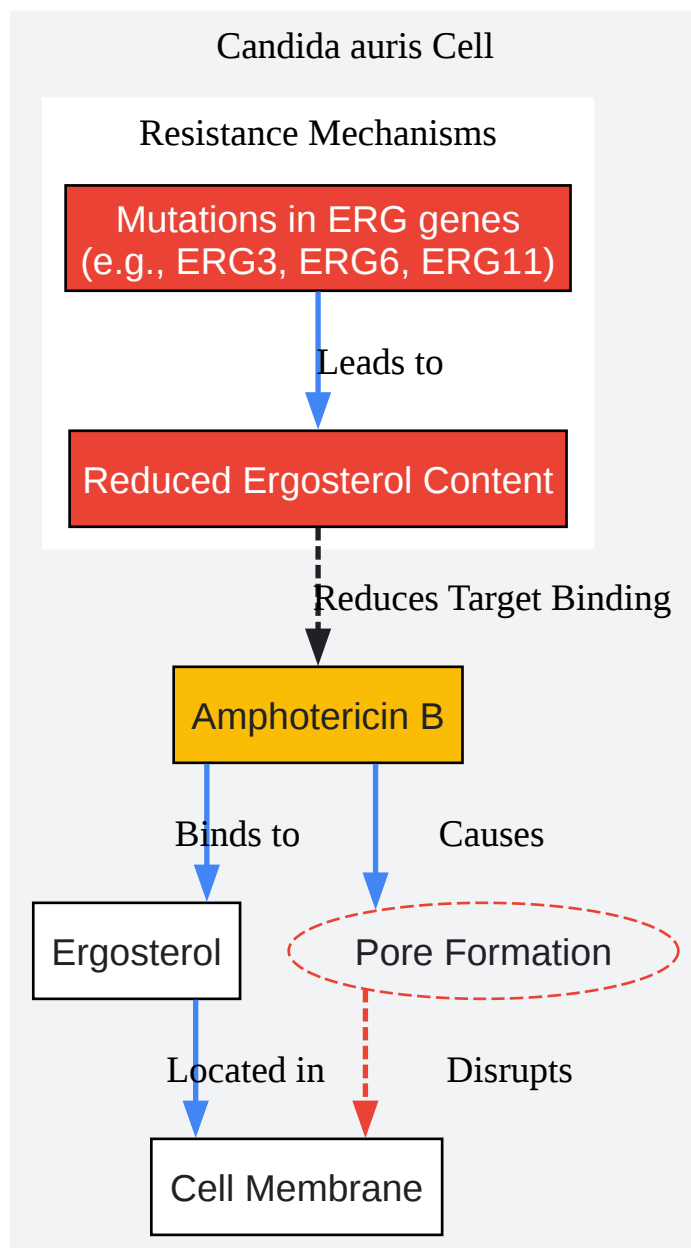 Candida auris Cell
Resistance Mechanisms
Mutations in ERG genes
(e.g., ERG3, ERG6, ERG11)
Leads to
Reduced Ergosterol Content
Reduces Target Binding
Amphotericin B
Binds to
Causes
Ergosterol
Pore Formation
Located in
Disrupts
Cell Membrane